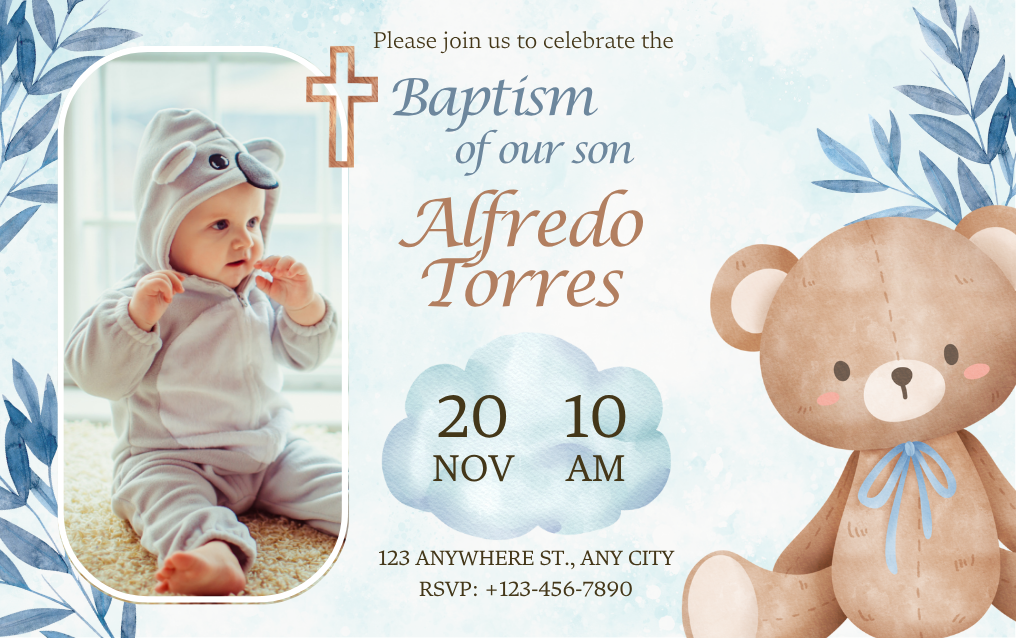 Please join us to celebrate the
Baptism
of our son
Alfredo
Torres
20 10
NOV AM
123 ANYWHERE ST., ANY CITY
RSVP: +123-456-7890